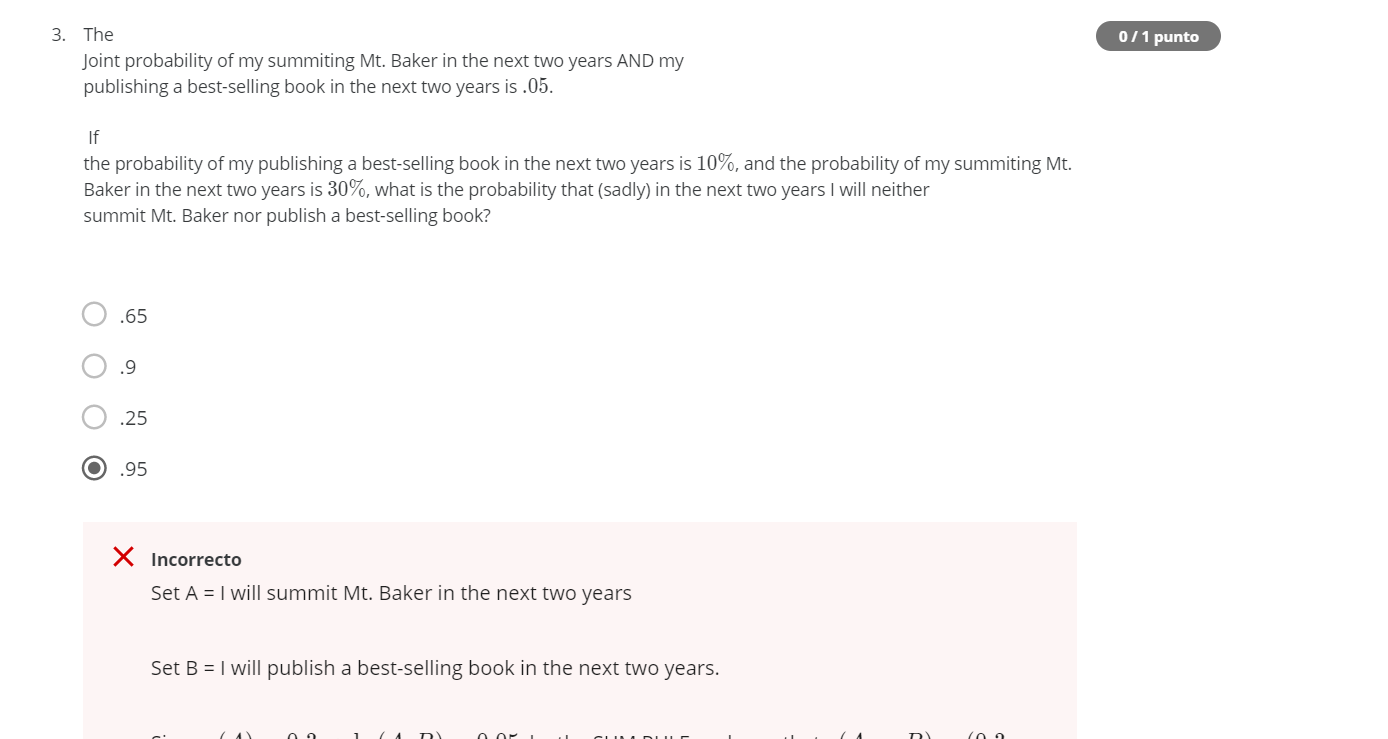 3. The
0 / 1 punto
Joint probability of my summiting Mt. Baker in the next two years AND my
publishing a best-selling book in the next two years is .05.
If
the probability of my publishing a best-selling book in the next two years is 10%, and the probability of my summiting Mt.
Baker in the next two years is 30%, what is the probability that (sadly) in the next two years I will neither
summit Mt. Baker nor publish a best-selling book?
.65
.9
.25
.95
Incorrecto
Set A = I will summit Mt. Baker in the next two years
Set B = I will publish a best-selling book in the next two years.